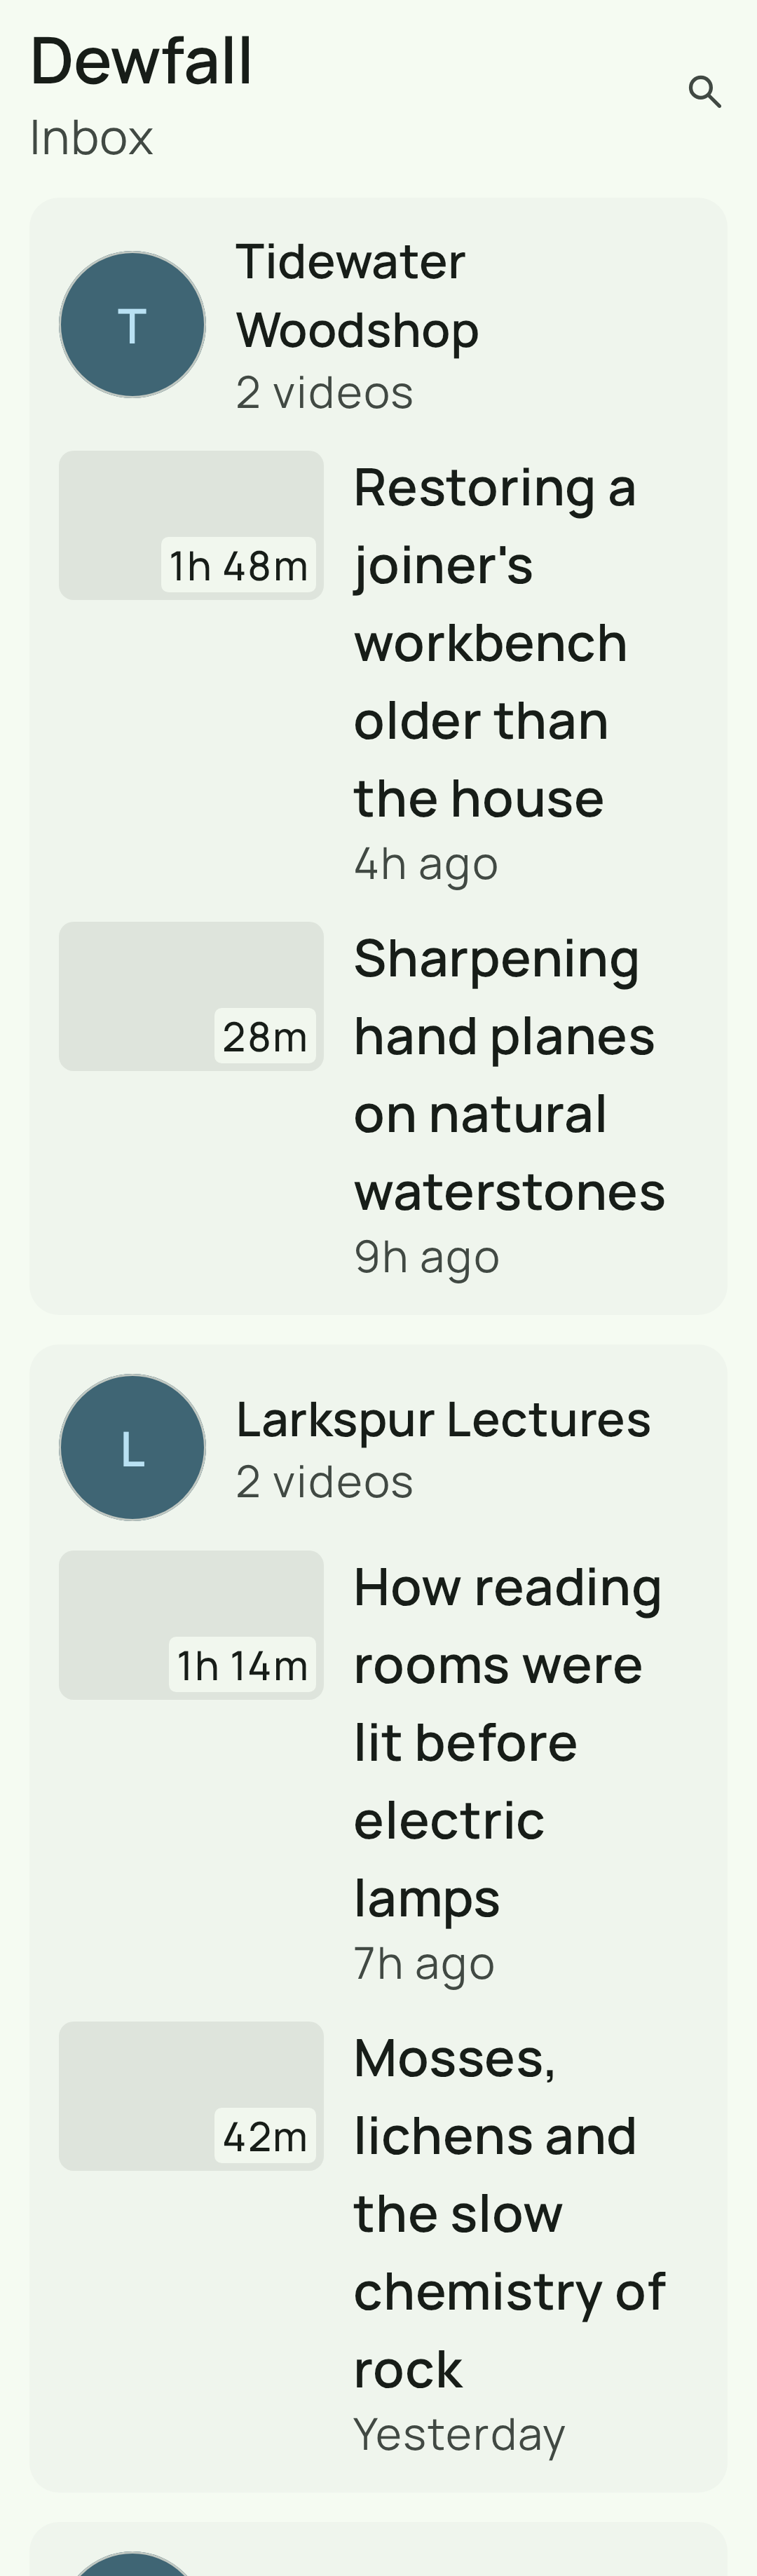 Dewfall
Inbox
T
Tidewater
Woodshop
2 videos
1h 48m
Restoring a
joiner's
workbench
older than
the house
4h ago
28m
Sharpening
hand planes
on natural
waterstones
9h ago
L
Larkspur Lectures
2 videos
1h 14m
How reading
rooms were
lit before
electric
lamps
7h ago
42m
Mosses,
lichens and
the slow
chemistry of
rock
Yesterday